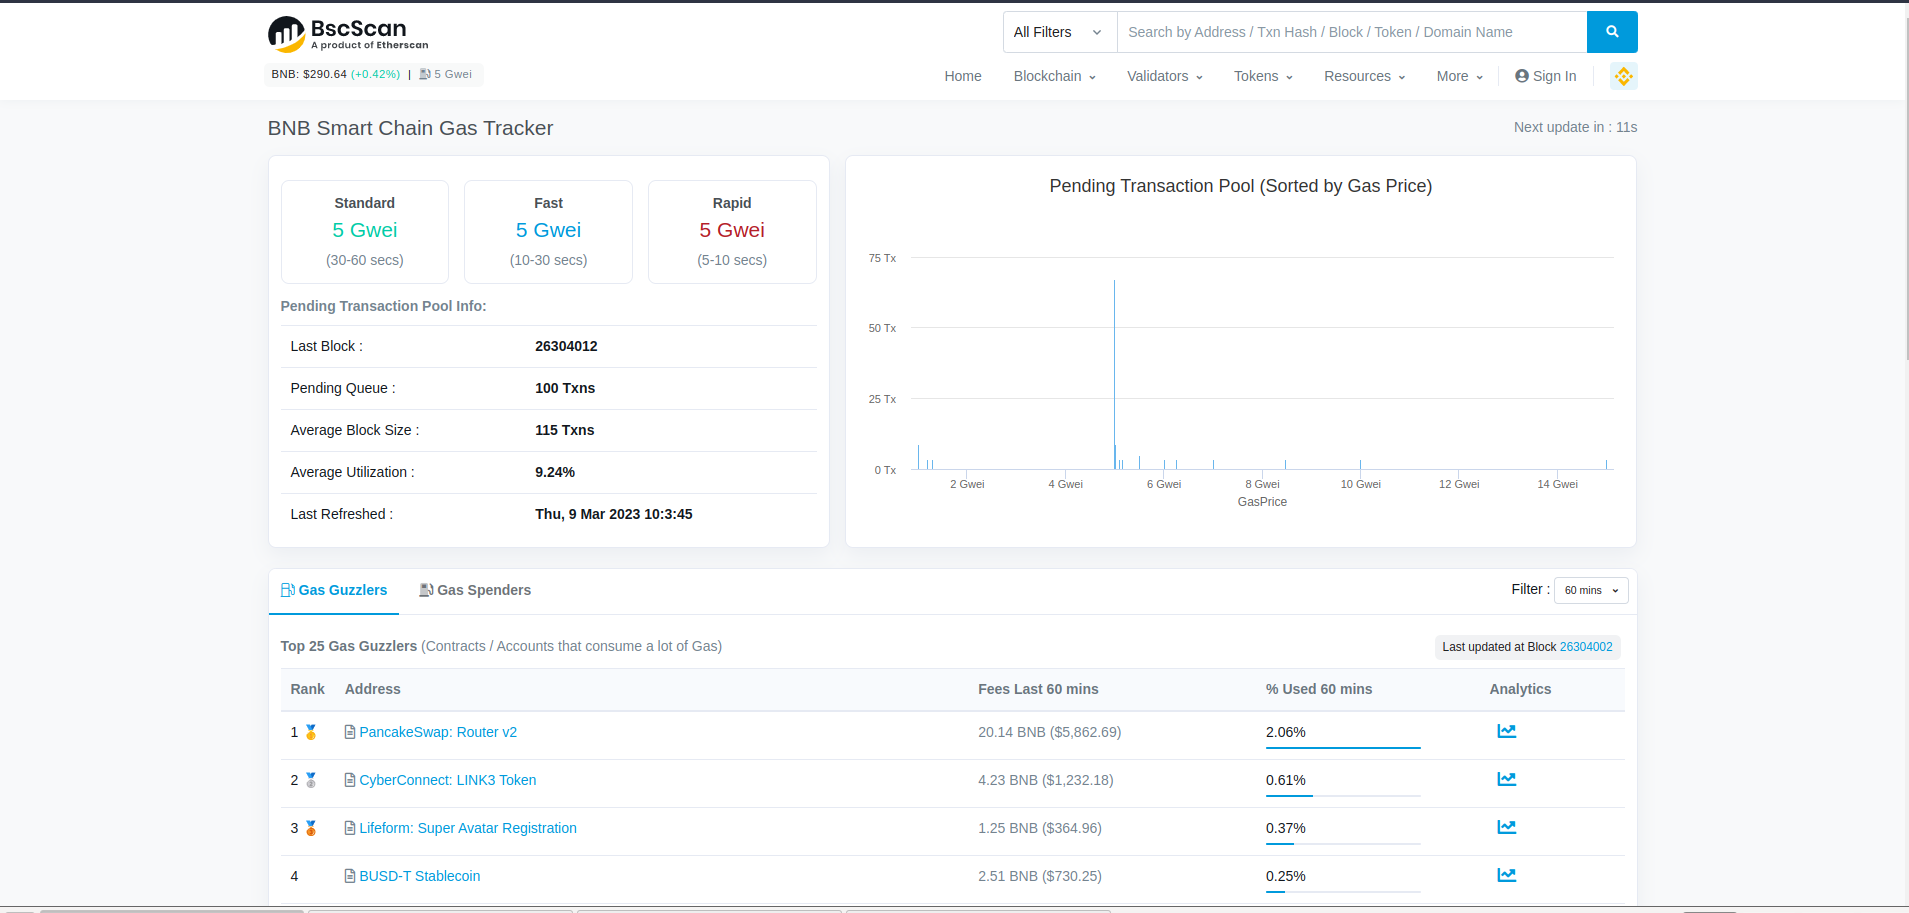 BscScan
A product of Etherscan
All Filters
Search by Address / Txn Hash / Block / Token / Domain Name
BNB: $290.64 (+0.42%) | 5 Gwei
Home Blockchain Validators Tokens Resources More Sign In
BNB Smart Chain Gas Tracker
Next update in : 11s
Standard
5 Gwei
(30-60 secs)
Fast
5 Gwei
(10-30 secs)
Rapid
5 Gwei
(5-10 secs)
Pending Transaction Pool Info:
Last Block : 26304012
Pending Queue : 100 Txns
Average Block Size : 115 Txns
Average Utilization : 9.24%
Last Refreshed : Thu, 9 Mar 2023 10:3:45
Pending Transaction Pool (Sorted by Gas Price)
75 Tx
50 Tx
25 Tx
0 Tx
2 Gwei 4 Gwei 6 Gwei 8 Gwei 10 Gwei 12 Gwei 14 Gwei
GasPrice
Gas Guzzlers Gas Spenders
Filter : 60 mins
Top 25 Gas Guzzlers (Contracts / Accounts that consume a lot of Gas)
Last updated at Block 26304002
Rank Address Fees Last 60 mins % Used 60 mins Analytics
1 PancakeSwap: Router v2 20.14 BNB ($5,862.69) 2.06%
2 CyberConnect: LINK3 Token 4.23 BNB ($1,232.18) 0.61%
3 Lifeform: Super Avatar Registration 1.25 BNB ($364.96) 0.37%
4 BUSD-T Stablecoin 2.51 BNB ($730.25) 0.25%